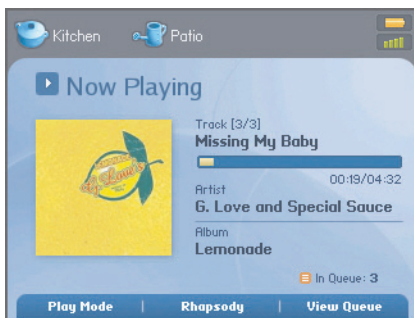 Kitchen Patio
Now Playing
Track [3/3]
Missing My Baby
00:19/04:32
Artist
G. Love and Special Sauce
Album
Lemonade
In Queue: 3
Play Mode | Rhapsody | View Queue
G. Love's